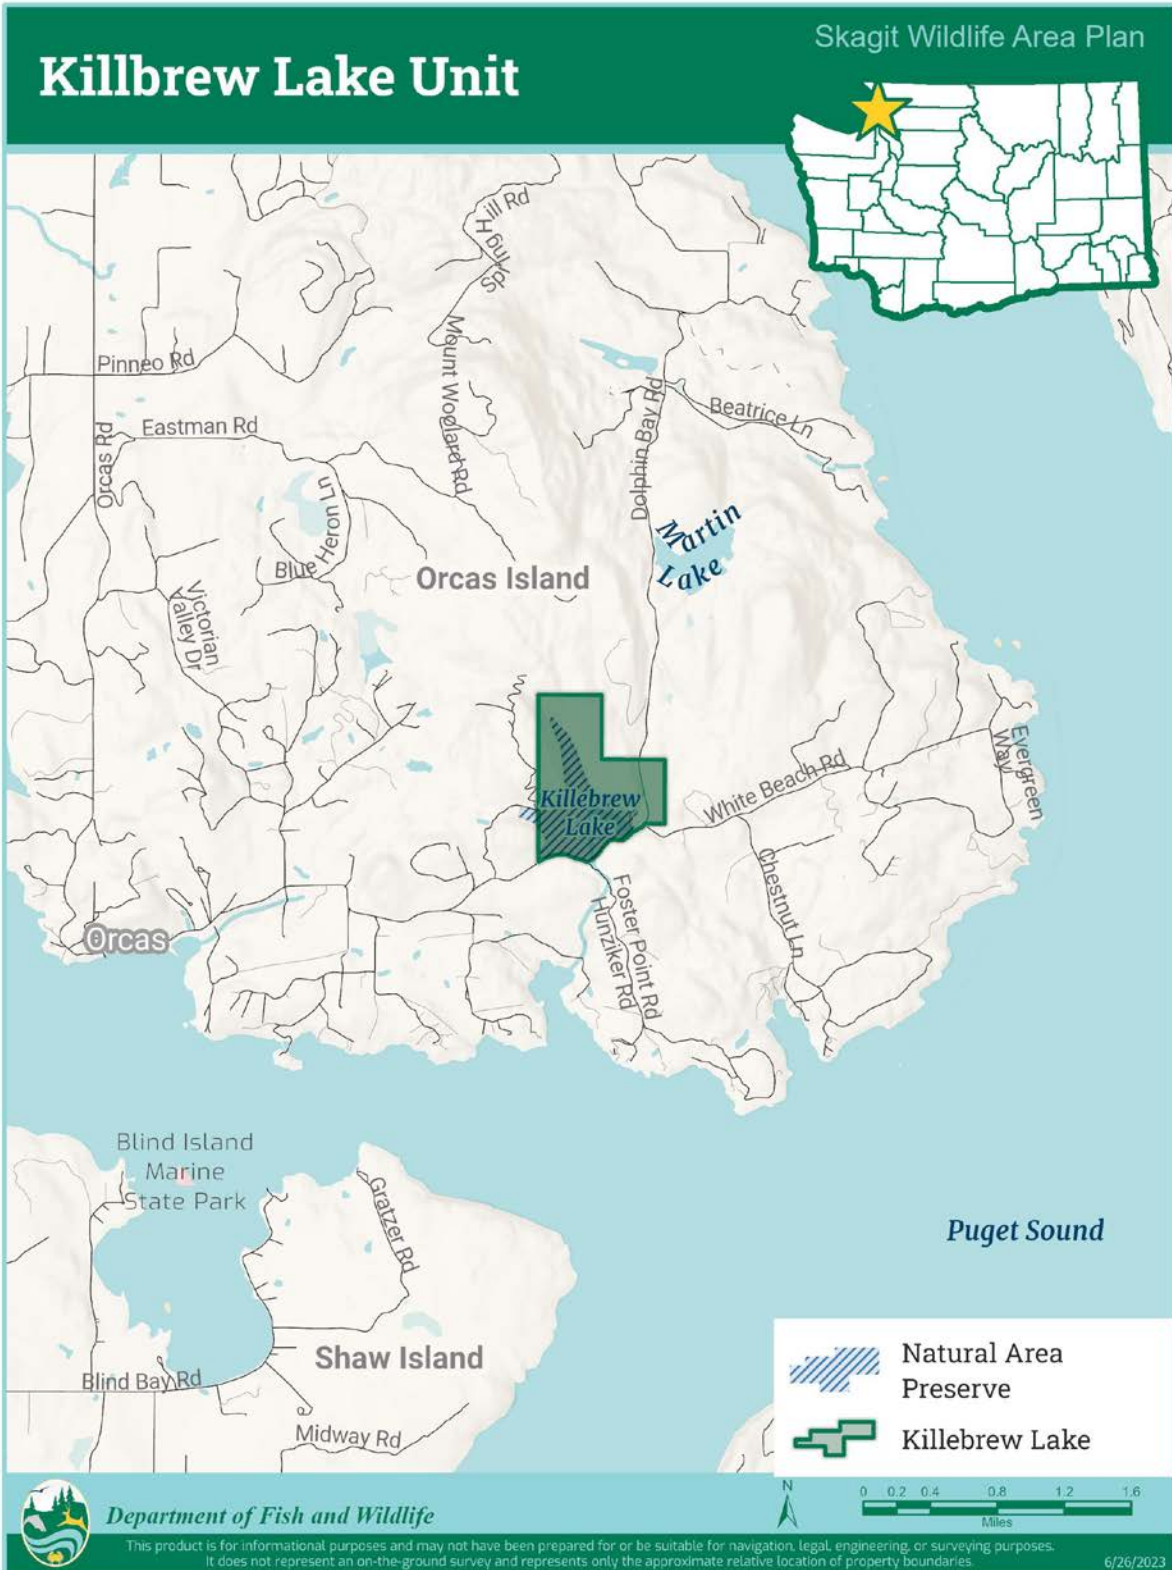 Skagit Wildlife Area Plan
Killbrew Lake Unit
Spring Hill Rd
Mount Woolard Rd
Pinneo Rd
Eastman Rd
Orcas Rd
Dolphin Bay Rd
Beatrice Ln
Blue Heron Ln
Martin
Lake
Orcas Island
Victorian
Valley Dr
Killebrew
Lake
White Beach Rd
Evergreen
Way
Chestnut Ln
Foster Point Rd
Hunziker Rd
Orcas
Blind Island
Marine
State Park
Gratzer Rd
Puget Sound
Shaw Island
Blind Bay Rd
Midway Rd
Natural Area
Preserve
Killebrew Lake
N
0 0.2 0.4 0.8 1.2 1.6
Miles
Department of Fish and Wildlife
This product is for informational purposes and may not have been prepared for or be suitable for navigation, legal, engineering, or surveying purposes.
It does not represent an on-the-ground survey and represents only the approximate relative location of property boundaries.
6/26/2023